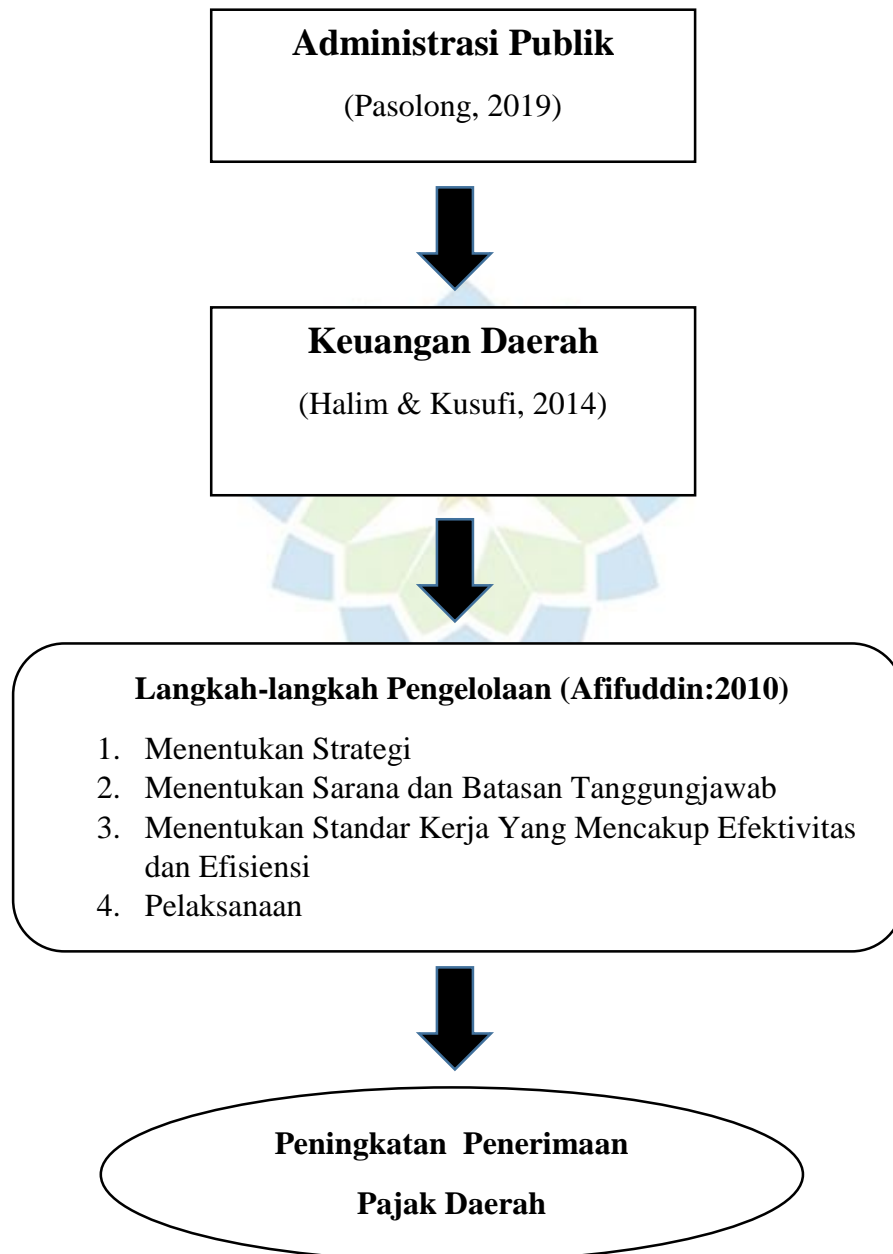 Administrasi Publik
(Pasolong, 2019)
Keuangan Daerah
(Halim & Kusufi, 2014)
Langkah-langkah Pengelolaan (Afifuddin:2010)
1. Menentukan Strategi
2. Menentukan Sarana dan Batasan Tanggungjawab
3. Menentukan Standar Kerja Yang Mencakup Efektivitas
dan Efisiensi
4. Pelaksanaan
Peningkatan Penerimaan
Pajak Daerah